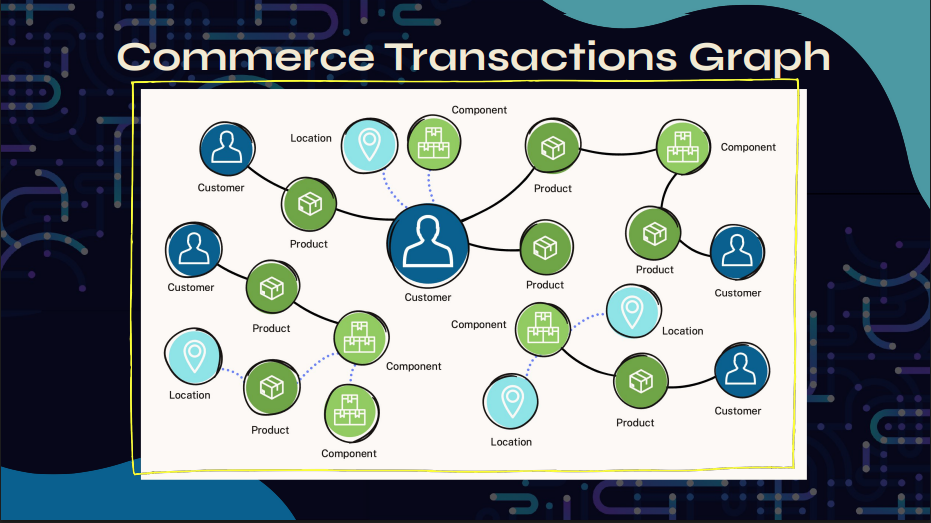 Commerce Transactions Graph
Component
Location
Component
Customer
Product
Product
Customer
Product
Product
Customer
Product
Customer
Product
Component
Location
Component
Location
Product
Customer
Product
Location
Component